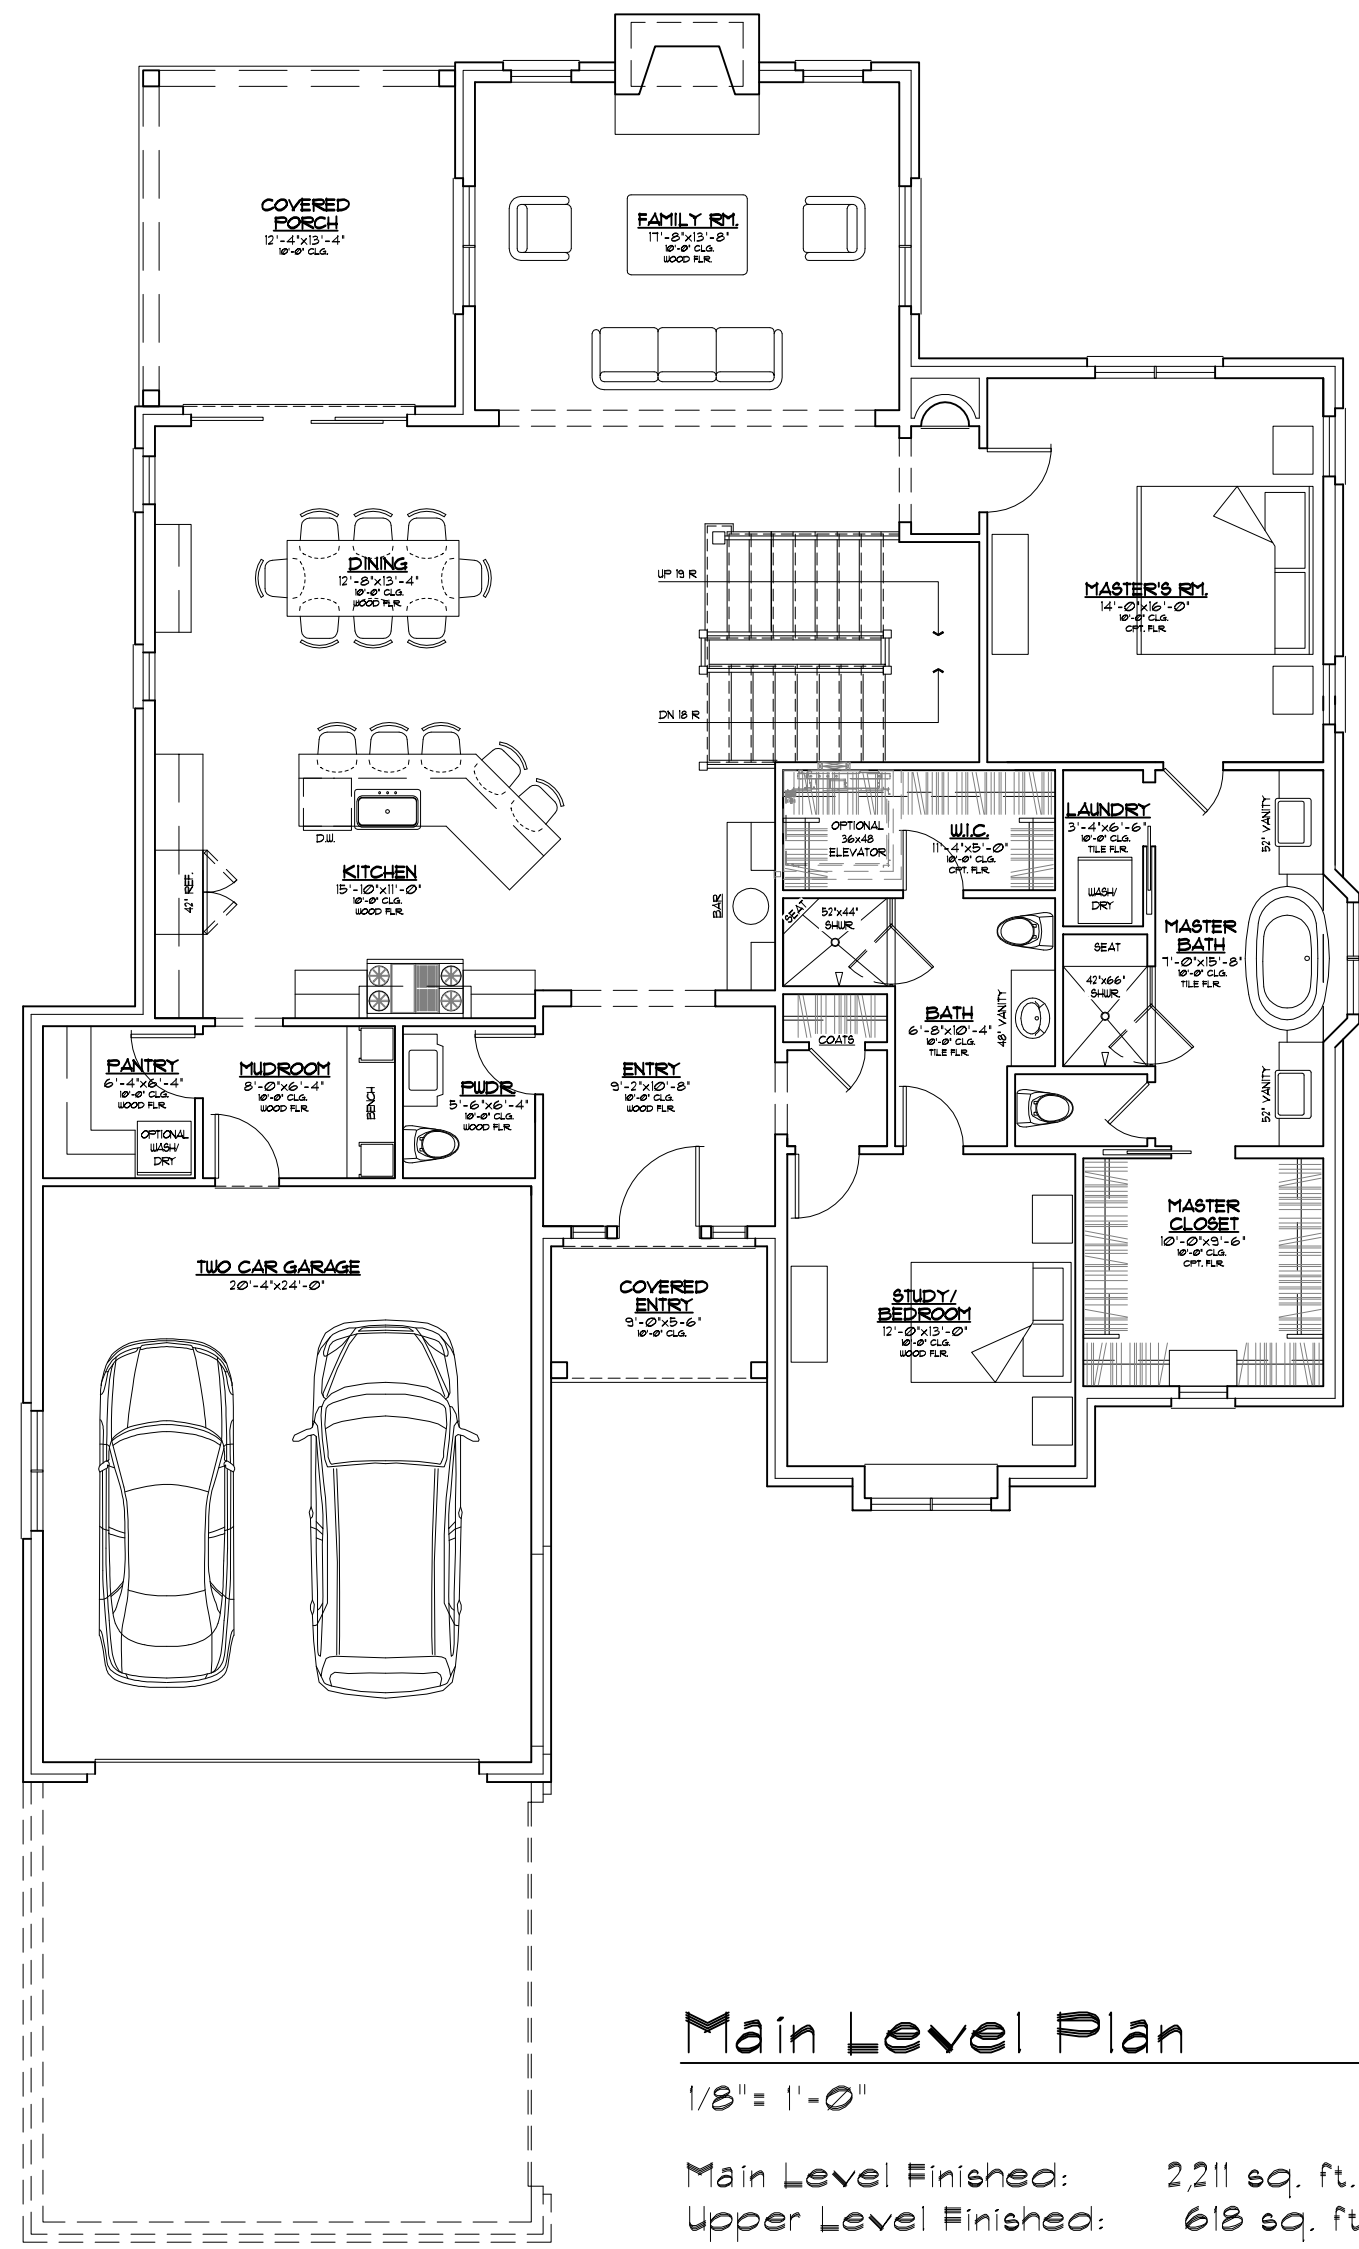 COVERED
PORCH
12'-4"x13'-4"
10'-0" CLG.
FAMILY RM.
17'-8"x13'-8"
10'-0" CLG.
WOOD FLR.
DINING
12'-8"x13'-4"
10'-0" CLG.
WOOD FLR.
UP 19 R
DN 18 R
MASTER'S RM.
14'-0"x16'-0"
10'-0" CLG.
CPT. FLR.
D.W.
KITCHEN
15'-10"x11'-0"
10'-0" CLG.
WOOD FLR.
42" REF.
BAR
OPTIONAL
36x48
ELEVATOR
W.I.C.
11'-4"x5'-0"
10'-0" CLG.
CPT. FLR.
LAUNDRY
3'-4"x6'-6"
10'-0" CLG.
TILE FLR.
WASH/
DRY
52" VANITY
SEAT
52"x44"
SHWR.
MASTER
BATH
7'-0"x15'-8"
10'-0" CLG.
TILE FLR.
SEAT
42"x66"
SHWR.
BATH
6'-8"x10'-4"
10'-0" CLG.
TILE FLR.
48" VANITY
COATS
52" VANITY
PANTRY
6'-4"x6'-4"
10'-0" CLG.
WOOD FLR.
OPTIONAL
WASH/
DRY
MUDROOM
8'-0"x6'-4"
10'-0" CLG.
WOOD FLR.
BENCH
PWDR.
5'-6"x6'-4"
10'-0" CLG.
WOOD FLR.
ENTRY
9'-2"x10'-8"
10'-0" CLG.
WOOD FLR.
MASTER
CLOSET
10'-0"x9'-6"
10'-0" CLG.
CPT. FLR.
TWO CAR GARAGE
20'-4"x24'-0"
COVERED
ENTRY
9'-0"x5'-6"
10'-0" CLG.
STUDY/
BEDROOM
12'-0"x13'-0"
10'-0" CLG.
WOOD FLR.
Main Level Plan
1/8"= 1'-0"
Main Level Finished: 2,211 sq. ft.
Upper Level Finished: 618 sq. ft